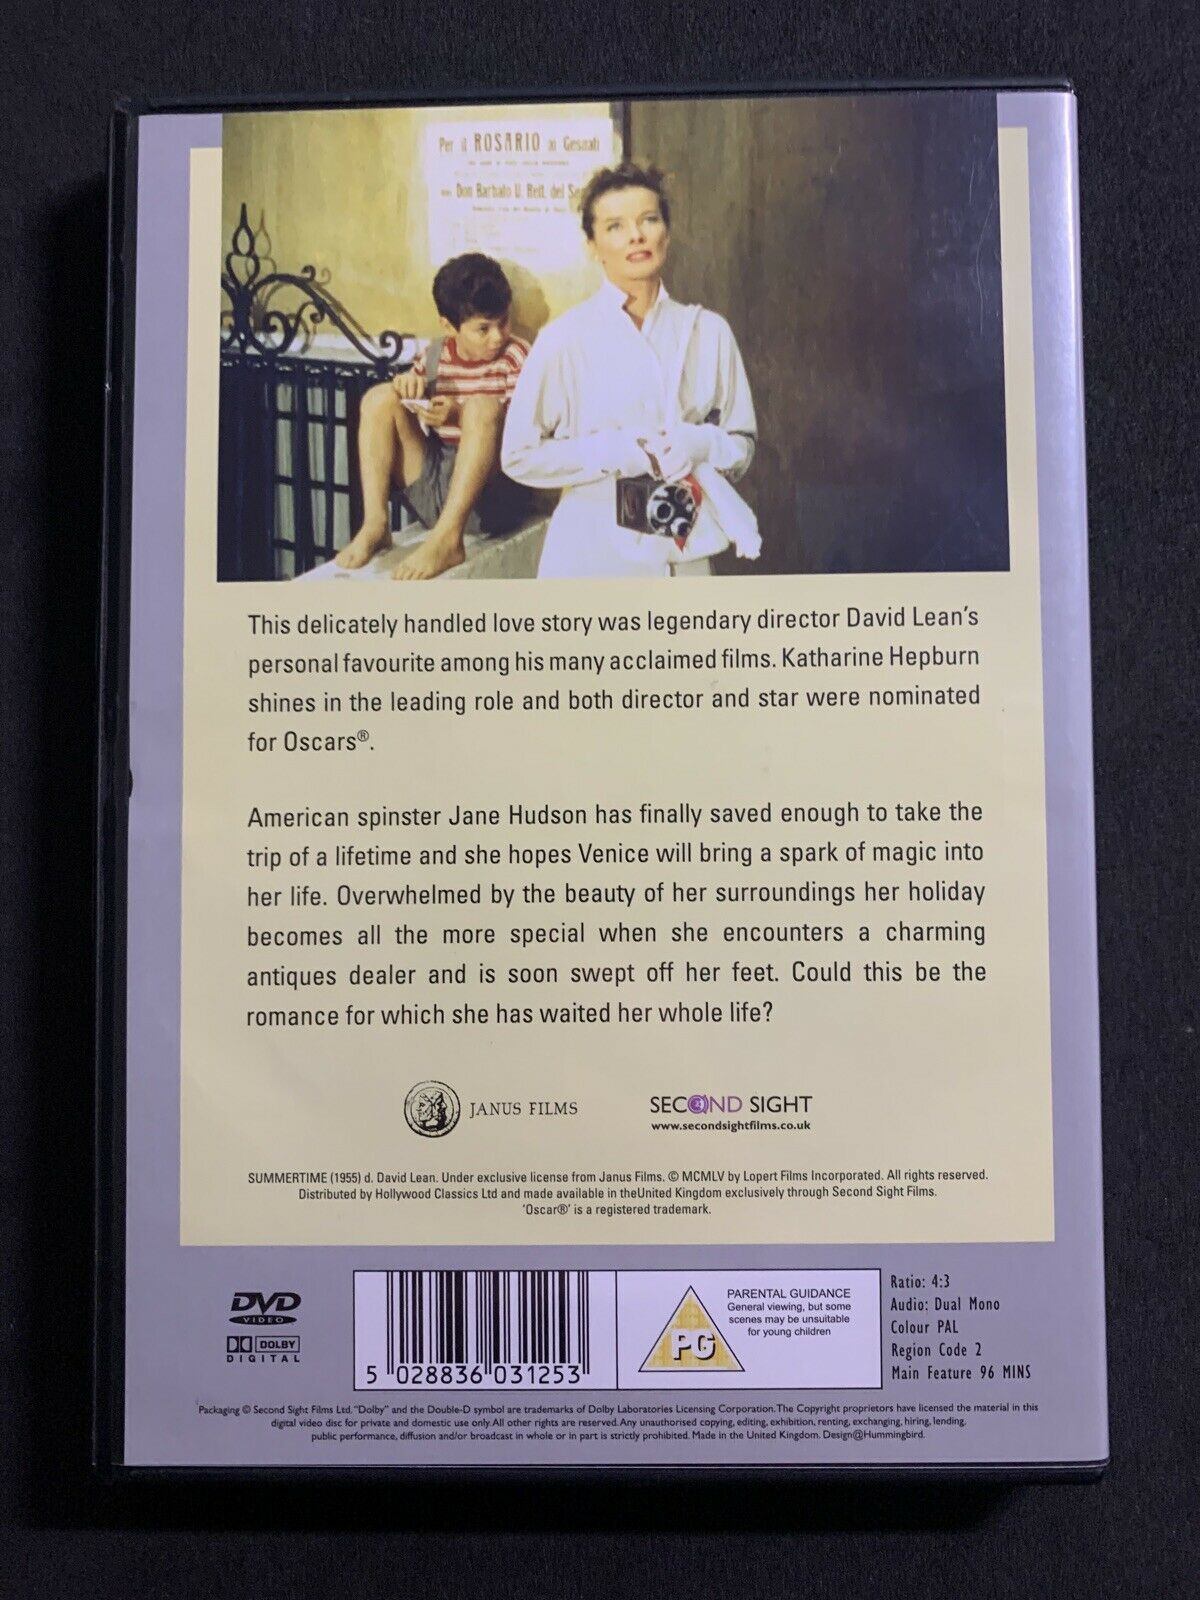 Per il ROSARIO ai Gesuati
Don Barbato U. Rett. del Se
This delicately handled love story was legendary director David Lean's
personal favourite among his many acclaimed films. Katharine Hepburn
shines in the leading role and both director and star were nominated
for Oscars®.
American spinster Jane Hudson has finally saved enough to take the
trip of a lifetime and she hopes Venice will bring a spark of magic into
her life. Overwhelmed by the beauty of her surroundings her holiday
becomes all the more special when she encounters a charming
antiques dealer and is soon swept off her feet. Could this be the
romance for which she has waited her whole life?
JANUS FILMS
SECOND SIGHT
www.secondsightfilms.co.uk
SUMMERTIME (1955) d. David Lean. Under exclusive license from Janus Films. © MCMLV by Lopert Films Incorporated. All rights reserved.
Distributed by Hollywood Classics Ltd and made available in theUnited Kingdom exclusively through Second Sight Films.
'Oscar®' is a registered trademark.
DVD
VIDEO
DOLBY
DIGITAL
5 028836 031253
PG
PARENTAL GUIDANCE
General viewing, but some
scenes may be unsuitable
for young children
Ratio: 4:3
Audio: Dual Mono
Colour PAL
Region Code 2
Main Feature 96 MINS
Packaging © Second Sight Films Ltd. "Dolby" and the Double-D symbol are trademarks of Dolby Laboratories Licensing Corporation. The Copyright proprietors have licensed the material in this
digital video disc for private and domestic use only. All other rights are reserved. Any unauthorised copying, editing, exhibition, renting, exchanging, hiring, lending,
public performance, diffusion and/or broadcast in whole or in part is strictly prohibited. Made in the United Kingdom. Design@Hummingbird.